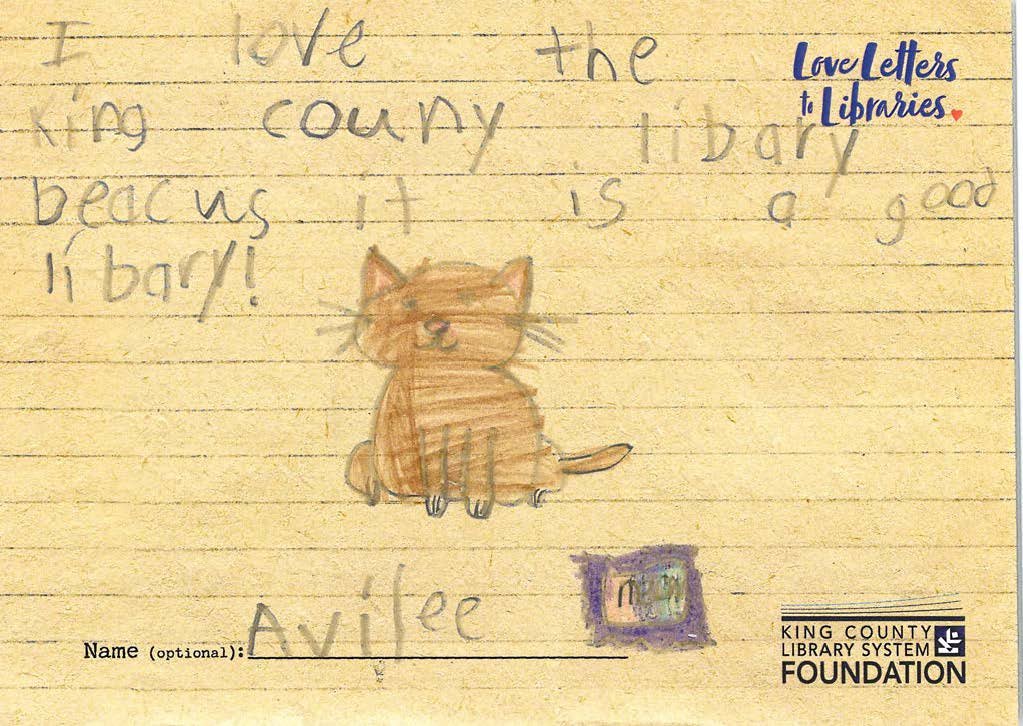 I love the
King couny libary
beacus it is a good
libary!
Love Letters
to Libraries.
meow
Name (optional): Avilee
KING COUNTY
LIBRARY SYSTEM
FOUNDATION